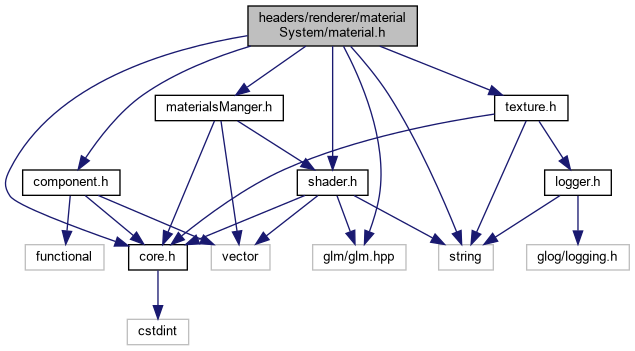 headers/renderer/material
System/material.h
materialsManger.h
texture.h
component.h
shader.h
logger.h
functional
core.h
vector
glm/glm.hpp
string
glog/logging.h
cstdint